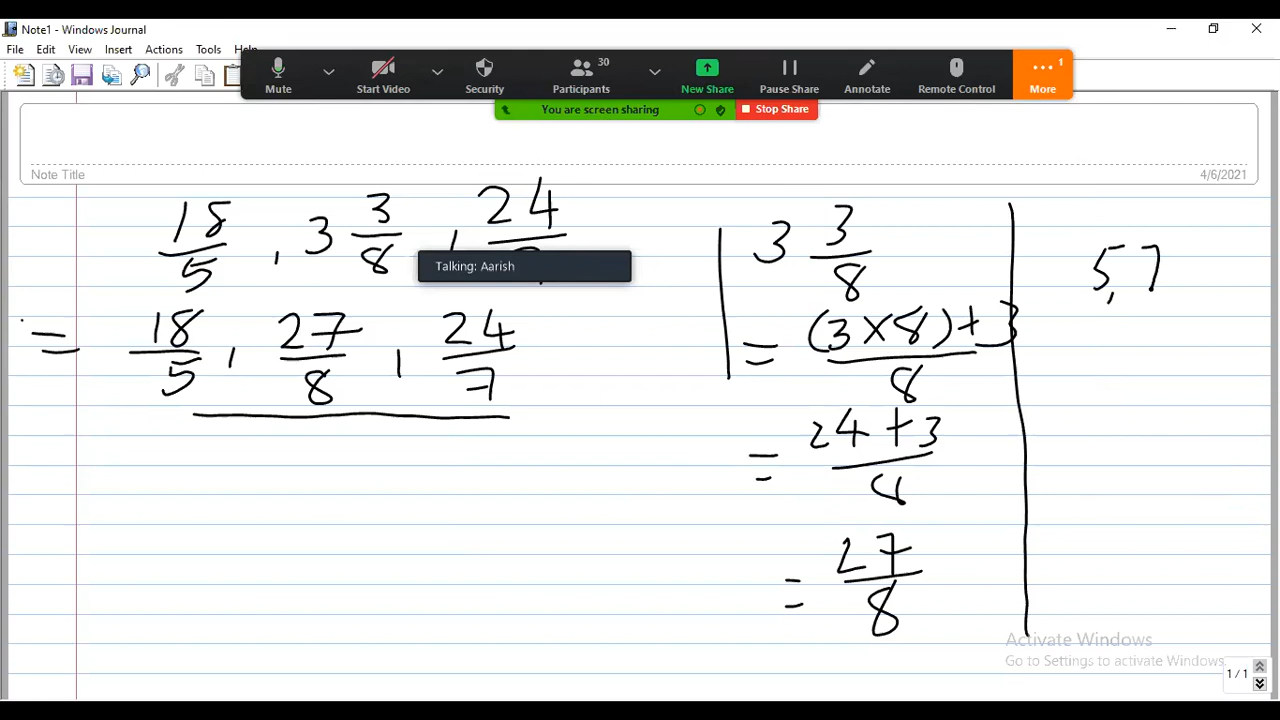 Note1 - Windows Journal
File Edit View Insert Actions Tools Help
Mute Start Video Security Participants 30 New Share Pause Share Annotate Remote Control More 1
You are screen sharing Stop Share
Note Title 4/6/2021
18/5 , 3 3/8 , 24/
Talking: Aarish
= 18/5 , 27/8 , 24/7
3 3/8
= (3 × 8) + 3 / 8
= 24 + 3 / 8
= 27/8
5, 7
Activate Windows
Go to Settings to activate Windows.
1 / 1